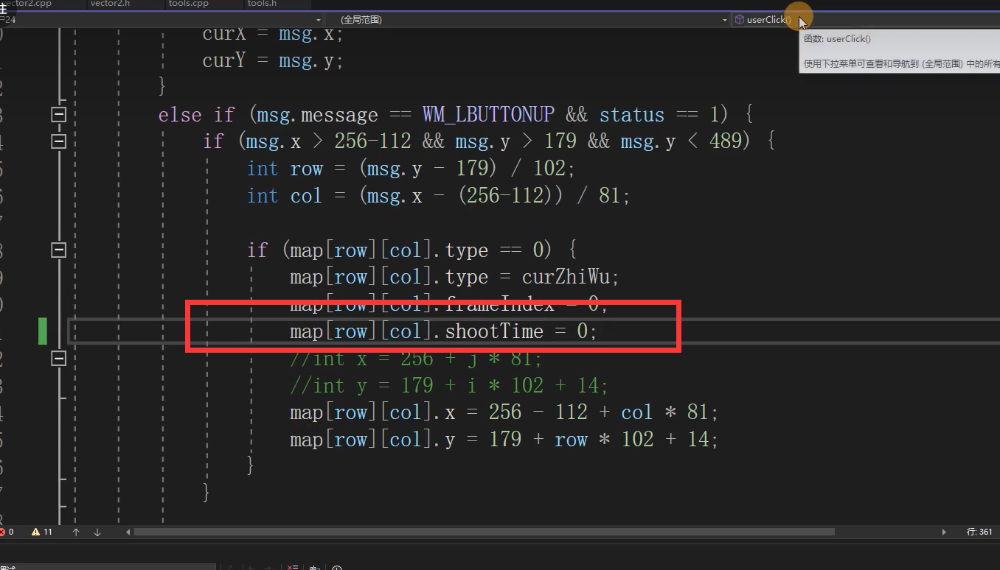 vector2.cpp vector2.h tools.cpp tools.h
24 (全局范围) userClick()
函数: userClick()
使用下拉菜单可查看和导航到 (全局范围) 中的所有
curX = msg.x;
curY = msg.y;
}
else if (msg.message == WM_LBUTTONUP && status == 1) {
if (msg.x > 256-112 && msg.y > 179 && msg.y < 489) {
int row = (msg.y - 179) / 102;
int col = (msg.x - (256-112)) / 81;
if (map[row][col].type == 0) {
map[row][col].type = curZhiWu;
map[row][col].frameIndex = 0;
map[row][col].shootTime = 0;
//int x = 256 + j * 81;
//int y = 179 + i * 102 + 14;
map[row][col].x = 256 - 112 + col * 81;
map[row][col].y = 179 + row * 102 + 14;
}
}
0 11 行: 361